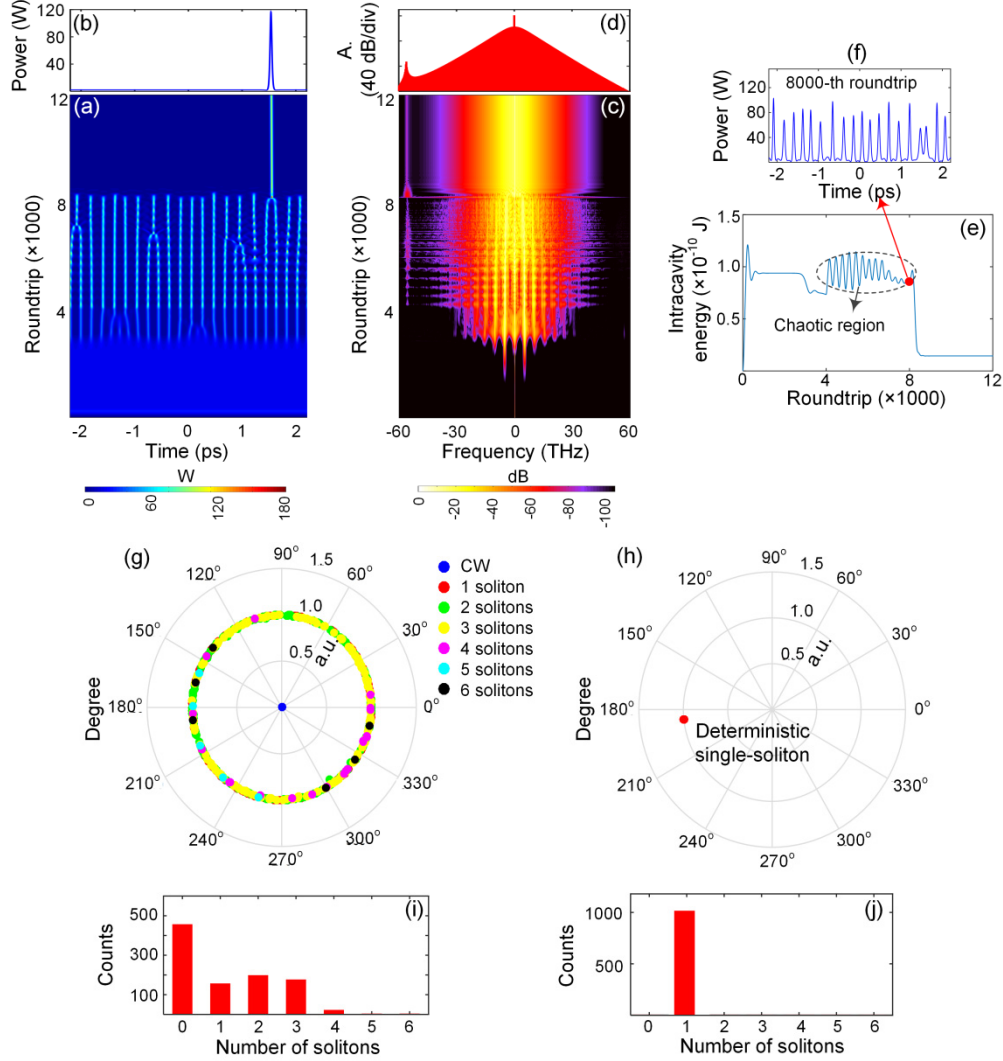 (b)
Power (W)
120
80
40
(a)
12
8
4
Roundtrip (×1000)
-2
-1
0
1
2
Time (ps)
W
0
60
120
180
(d)
A.
(40 dB/div)
(c)
12
8
4
Roundtrip (×1000)
-60
-30
0
30
60
Frequency (THz)
dB
0
-20
-40
-60
-80
-100
(f)
8000-th roundtrip
Power (W)
120
80
40
-2
-1
0
1
2
Time (ps)
(e)
Intracavity
energy (×10⁻¹⁰ J)
1.5
1.0
0.5
Chaotic region
0
4
8
12
Roundtrip (×1000)
(g)
Degree
90°
1.5
120°
60°
1.0
150°
30°
0.5
a.u.
180°
0°
210°
330°
240°
300°
270°
CW
1 soliton
2 solitons
3 solitons
4 solitons
5 solitons
6 solitons
(h)
Degree
90°
1.5
120°
60°
1.0
150°
30°
0.5
a.u.
180°
0°
Deterministic
single-soliton
210°
330°
240°
300°
270°
(i)
Counts
500
300
100
0
1
2
3
4
5
6
Number of solitons
(j)
Counts
1000
500
0
1
2
3
4
5
6
Number of solitons